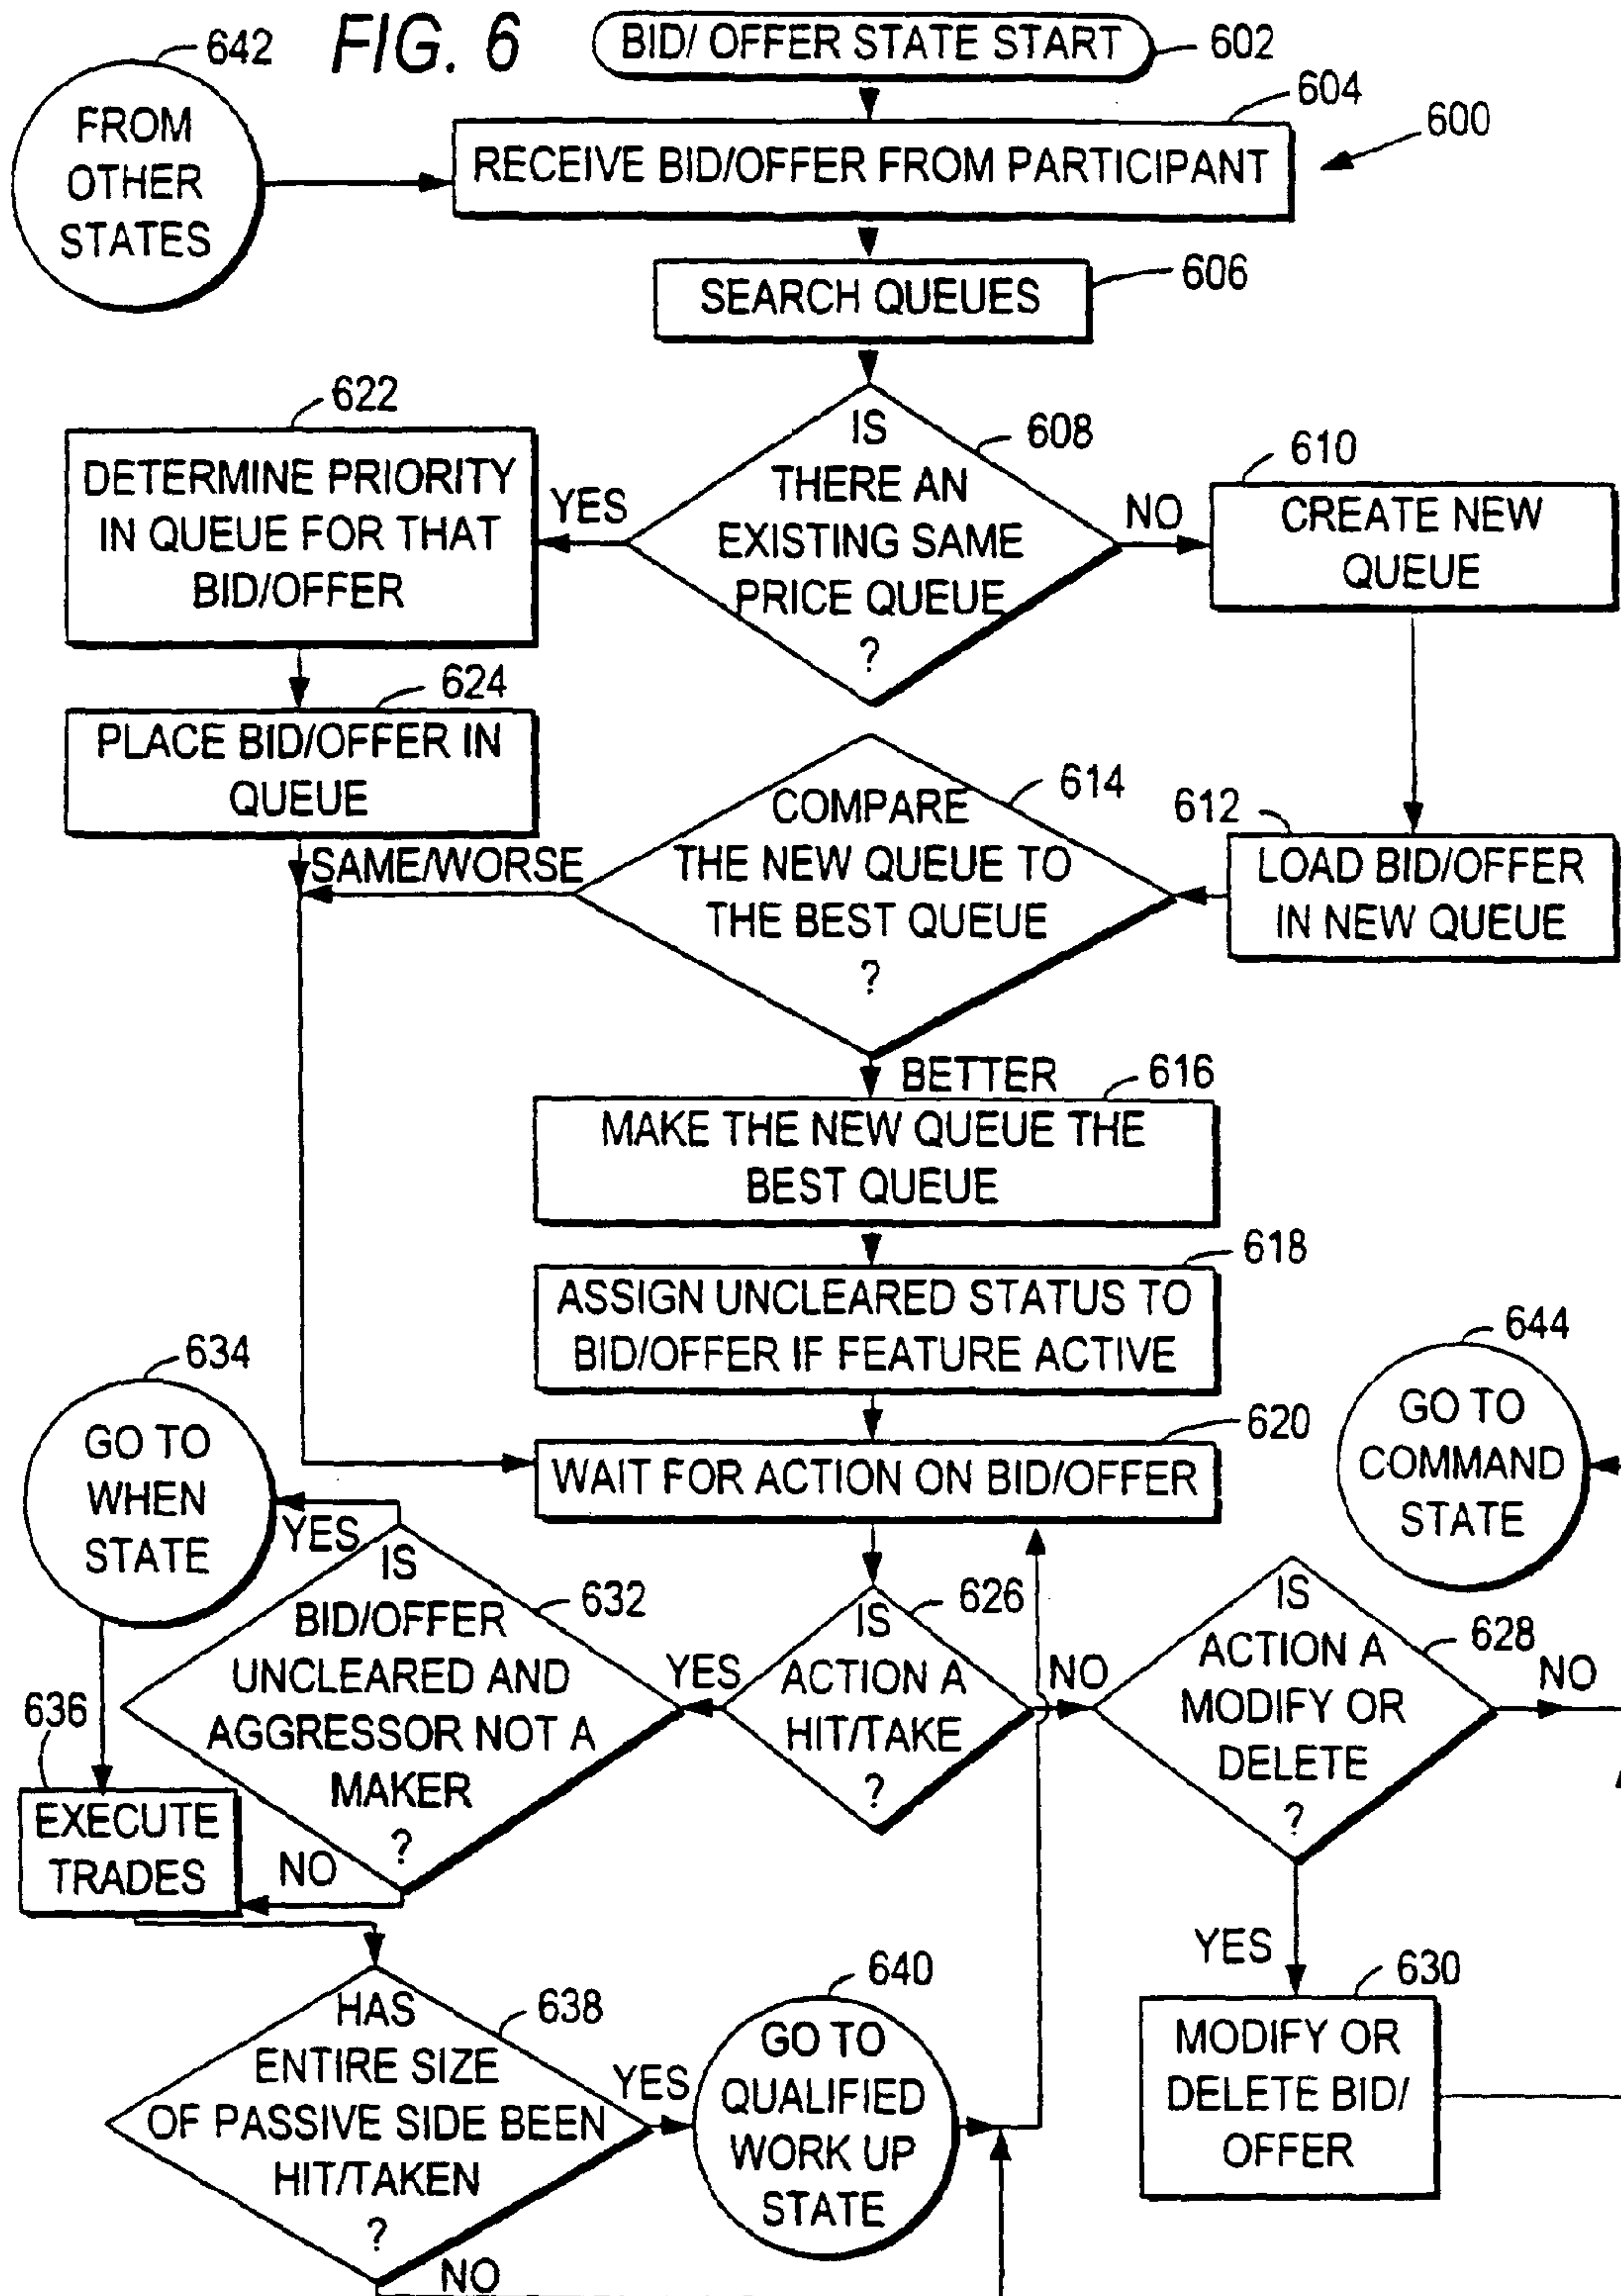 642
FIG. 6
BID/ OFFER STATE START
602
FROM
OTHER
STATES
604
600
RECEIVE BID/OFFER FROM PARTICIPANT
606
SEARCH QUEUES
622
DETERMINE PRIORITY
IN QUEUE FOR THAT
BID/OFFER
YES
IS
THERE AN
EXISTING SAME
PRICE QUEUE
?
608
NO
610
CREATE NEW
QUEUE
624
PLACE BID/OFFER IN
QUEUE
SAME/WORSE
COMPARE
THE NEW QUEUE TO
THE BEST QUEUE
?
614
612
LOAD BID/OFFER
IN NEW QUEUE
BETTER
616
MAKE THE NEW QUEUE THE
BEST QUEUE
618
ASSIGN UNCLEARED STATUS TO
BID/OFFER IF FEATURE ACTIVE
634
GO TO
WHEN
STATE
620
WAIT FOR ACTION ON BID/OFFER
644
GO TO
COMMAND
STATE
YES
IS
BID/OFFER
UNCLEARED AND
AGGRESSOR NOT A
MAKER
?
632
YES
IS
ACTION A
HIT/TAKE
?
626
NO
IS
ACTION A
MODIFY OR
DELETE
?
628
NO
636
EXECUTE
TRADES
NO
YES
HAS
ENTIRE SIZE
OF PASSIVE SIDE BEEN
HIT/TAKEN
?
638
YES
640
GO TO
QUALIFIED
WORK UP
STATE
630
MODIFY OR
DELETE BID/
OFFER
NO